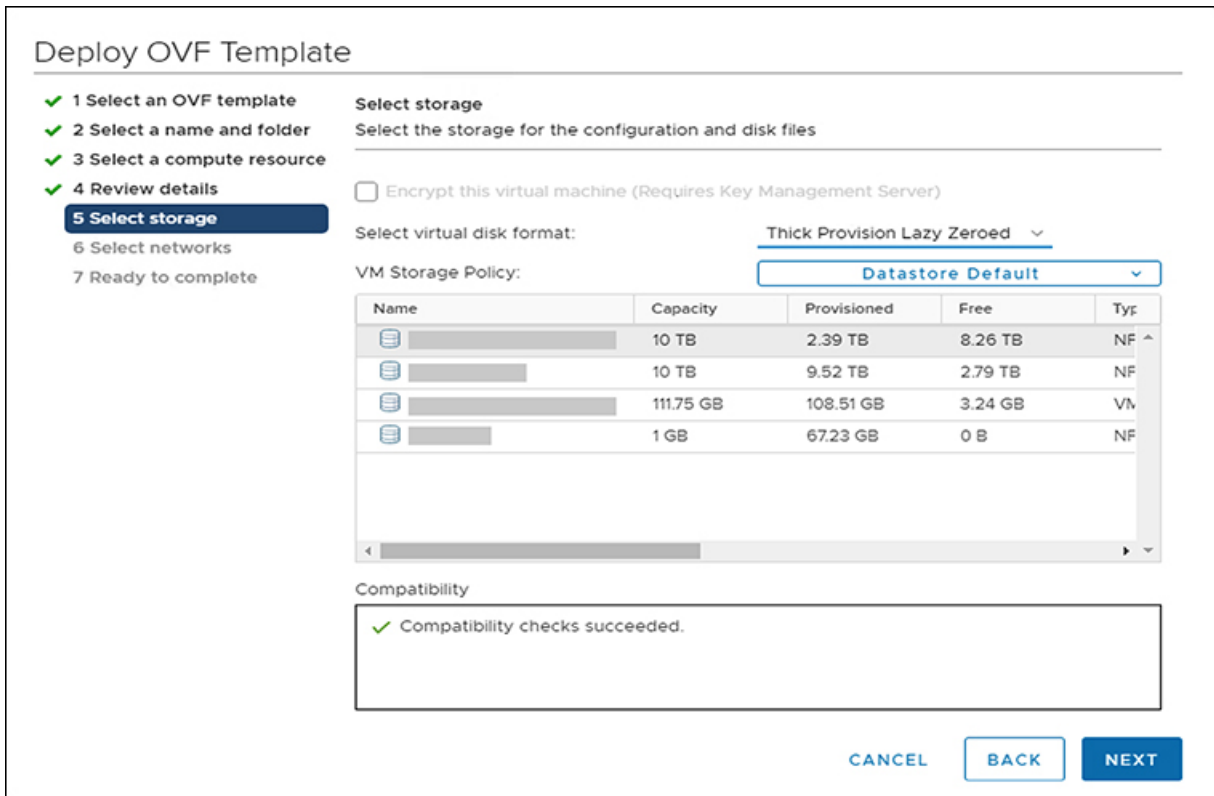 Deploy OVF Template
1 Select an OVF template
2 Select a name and folder
3 Select a compute resource
4 Review details
5 Select storage
6 Select networks
7 Ready to complete
Select storage
Select the storage for the configuration and disk files
Encrypt this virtual machine (Requires Key Management Server)
Select virtual disk format: Thick Provision Lazy Zeroed
VM Storage Policy: Datastore Default
Name Capacity Provisioned Free Typ
10 TB 2.39 TB 8.26 TB NF
10 TB 9.52 TB 2.79 TB NF
111.75 GB 108.51 GB 3.24 GB VM
1 GB 67.23 GB 0 B NF
Compatibility
Compatibility checks succeeded.
CANCEL BACK NEXT